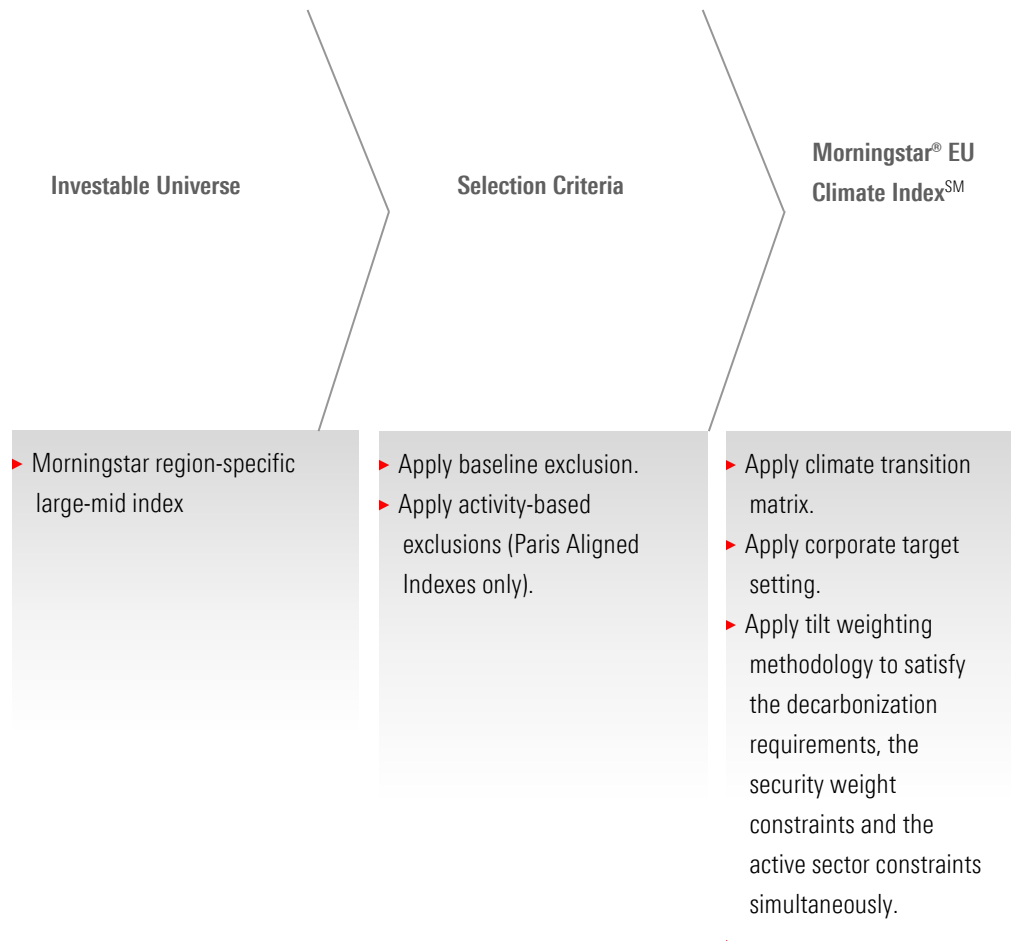 Investable Universe
Selection Criteria
Morningstar® EU
Climate Index℠
► Morningstar region-specific
large-mid index
► Apply baseline exclusion.
► Apply activity-based
exclusions (Paris Aligned
Indexes only).
► Apply climate transition
matrix.
► Apply corporate target
setting.
► Apply tilt weighting
methodology to satisfy
the decarbonization
requirements, the
security weight
constraints and the
active sector constraints
simultaneously.